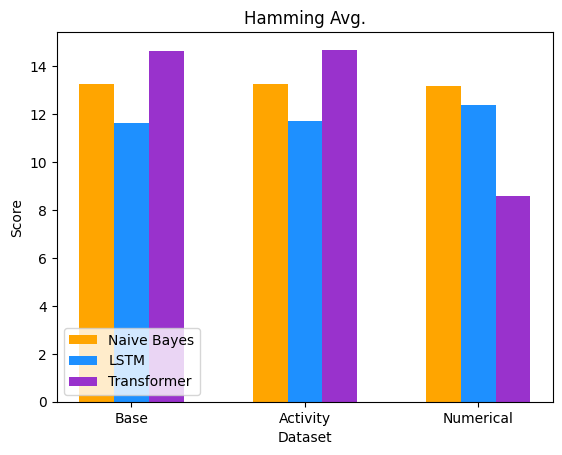 Hamming Avg.
Score
14
12
10
8
6
4
2
0
Naive Bayes
LSTM
Transformer
Base Activity Numerical
Dataset